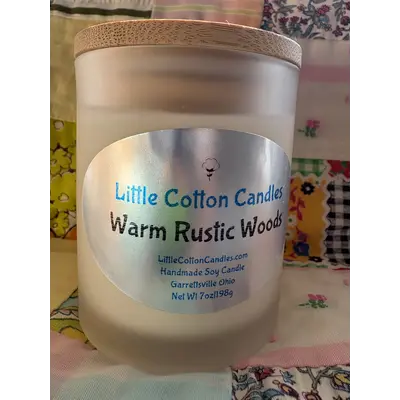 Little Cotton Candles
Warm Rustic Woods
LittleCottonCandles.com
Handmade Soy Candle
Garrettsville Ohio
Net Wt 7oz|198g